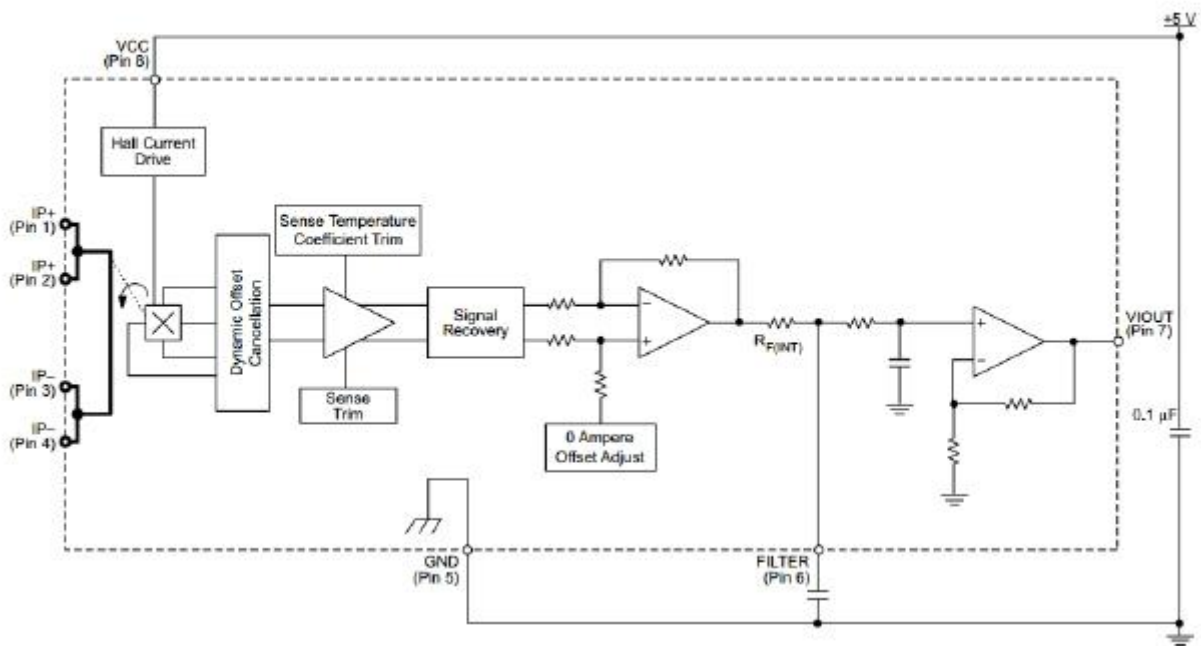 +5 V
VCC
(Pin 8)
Hall Current
Drive
IP+
(Pin 1)
IP+
(Pin 2)
IP–
(Pin 3)
IP–
(Pin 4)
Dynamic Offset
Cancellation
Sense Temperature
Coefficient Trim
Sense
Trim
Signal
Recovery
0 Ampere
Offset Adjust
RF(INT)
VIOUT
(Pin 7)
0.1 µF
GND
(Pin 5)
FILTER
(Pin 6)